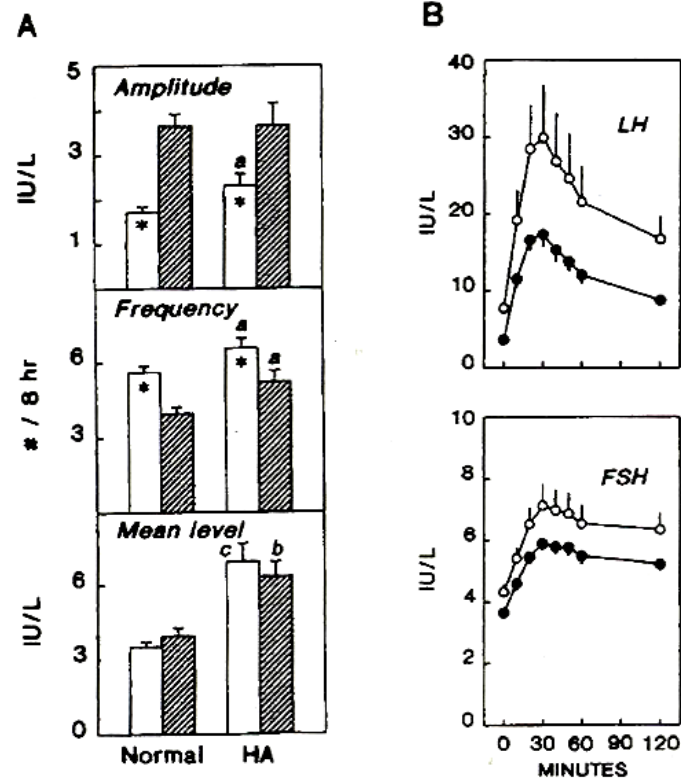 A
5
3
1
IU/L
Amplitude
*
a
*
Frequency
6
3
# / 8 hr
*
a
*
a
Mean level
6
3
0
IU/L
c
b
Normal HA
B
40
30
20
10
0
IU/L
LH
10
8
6
4
2
0
IU/L
FSH
0 30 60 90 120
MINUTES